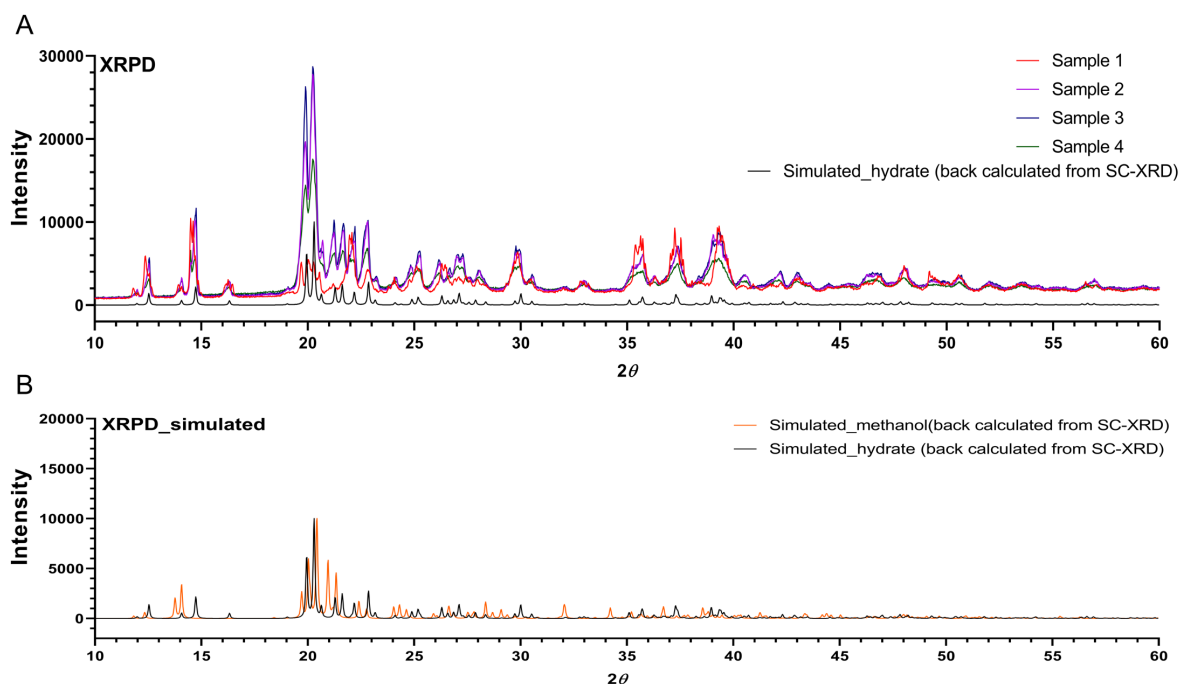 A
XRPD
30000
20000
10000
0
Intensity
Sample 1
Sample 2
Sample 3
Sample 4
Simulated_hydrate (back calculated from SC-XRD)
10 15 20 25 30 35 40 45 50 55 60
2θ
B
XRPD_simulated
20000
15000
10000
5000
0
Intensity
Simulated_methanol(back calculated from SC-XRD)
Simulated_hydrate (back calculated from SC-XRD)
10 15 20 25 30 35 40 45 50 55 60
2θ